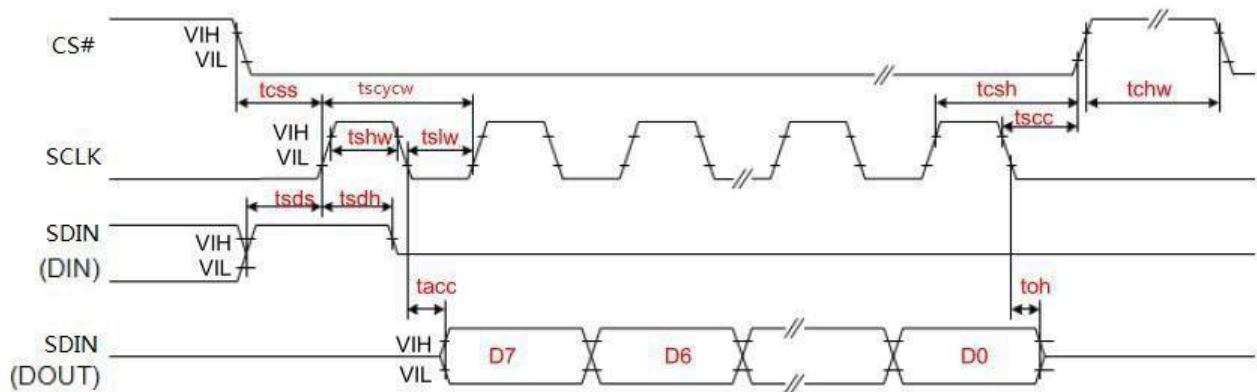 CS#
VIH
VIL
tcss
tscycw
tcsh
tchw
tscc
SCLK
VIH
VIL
tshw
tslw
tsds
tsdh
SDIN
(DIN)
VIH
VIL
tacc
toh
SDIN
(DOUT)
VIH
VIL
D7
D6
D0